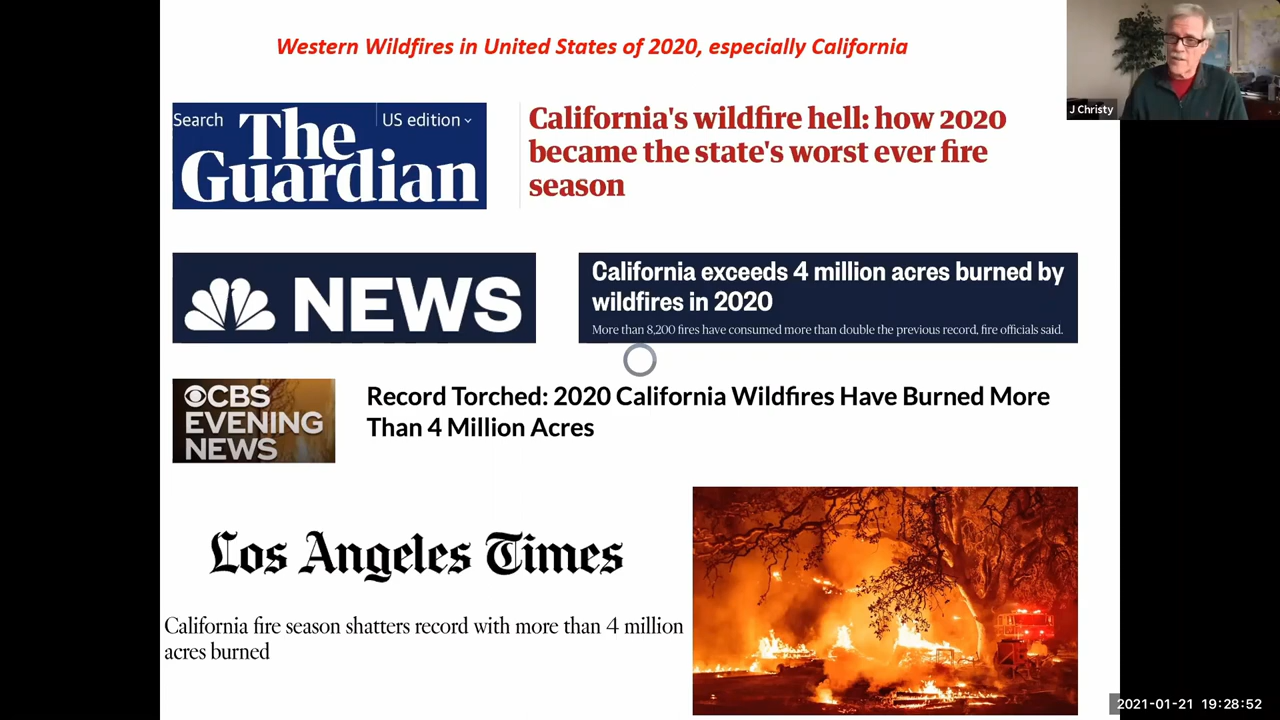 Western Wildfires in United States of 2020, especially California
J Christy
Search
US edition
The
Guardian
California's wildfire hell: how 2020
became the state's worst ever fire
season
NEWS
California exceeds 4 million acres burned by
wildfires in 2020
More than 8,200 fires have consumed more than double the previous record, fire officials said.
CBS
EVENING
NEWS
Record Torched: 2020 California Wildfires Have Burned More
Than 4 Million Acres
Los Angeles Times
California fire season shatters record with more than 4 million
acres burned
2021-01-21 19:28:52